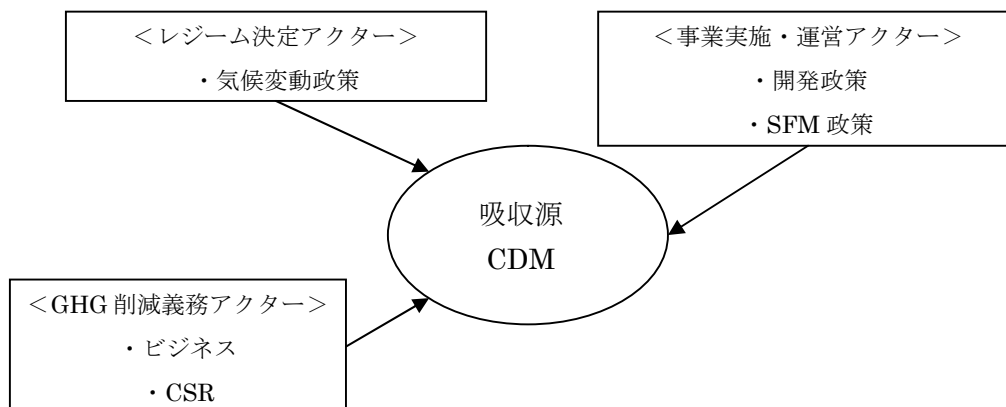 ＜レジーム決定アクター＞
・気候変動政策
＜事業実施・運営アクター＞
・開発政策
・SFM 政策
吸収源
CDM
＜GHG 削減義務アクター＞
・ビジネス
・CSR